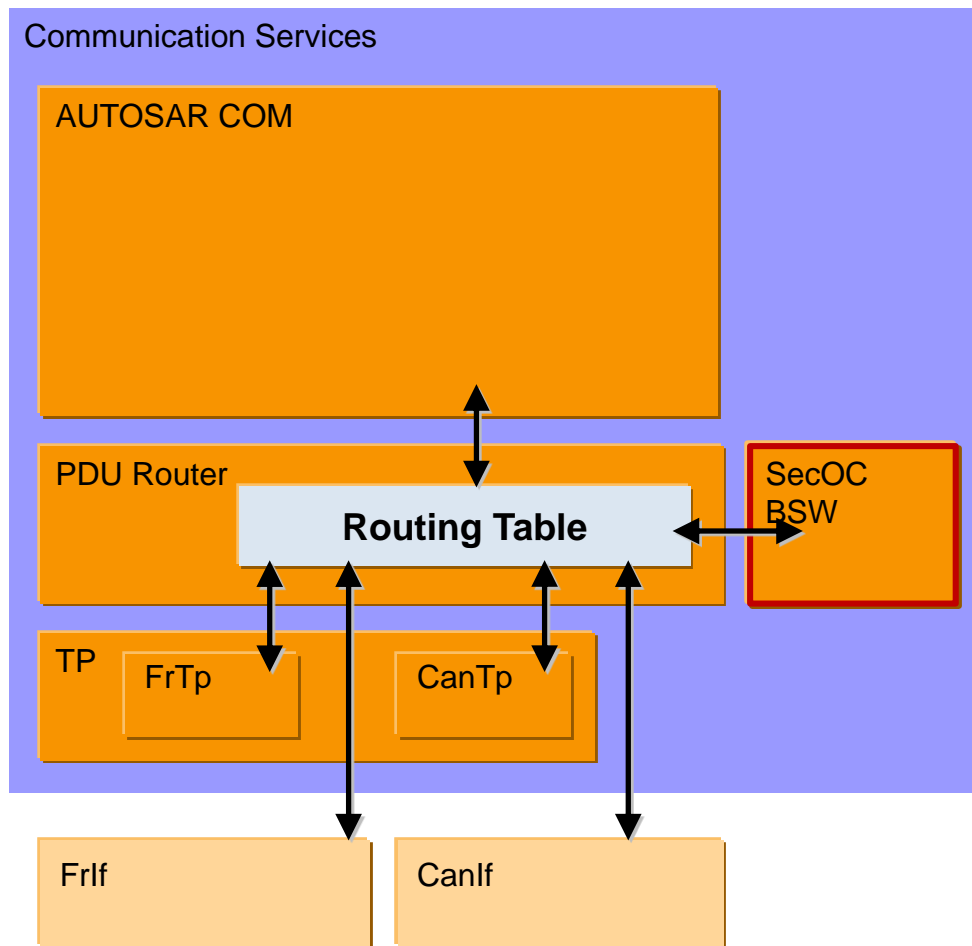 Communication Services
AUTOSAR COM
PDU Router
Routing Table
SecOC
BSW
TP
FrTp
CanTp
FrIf
CanIf